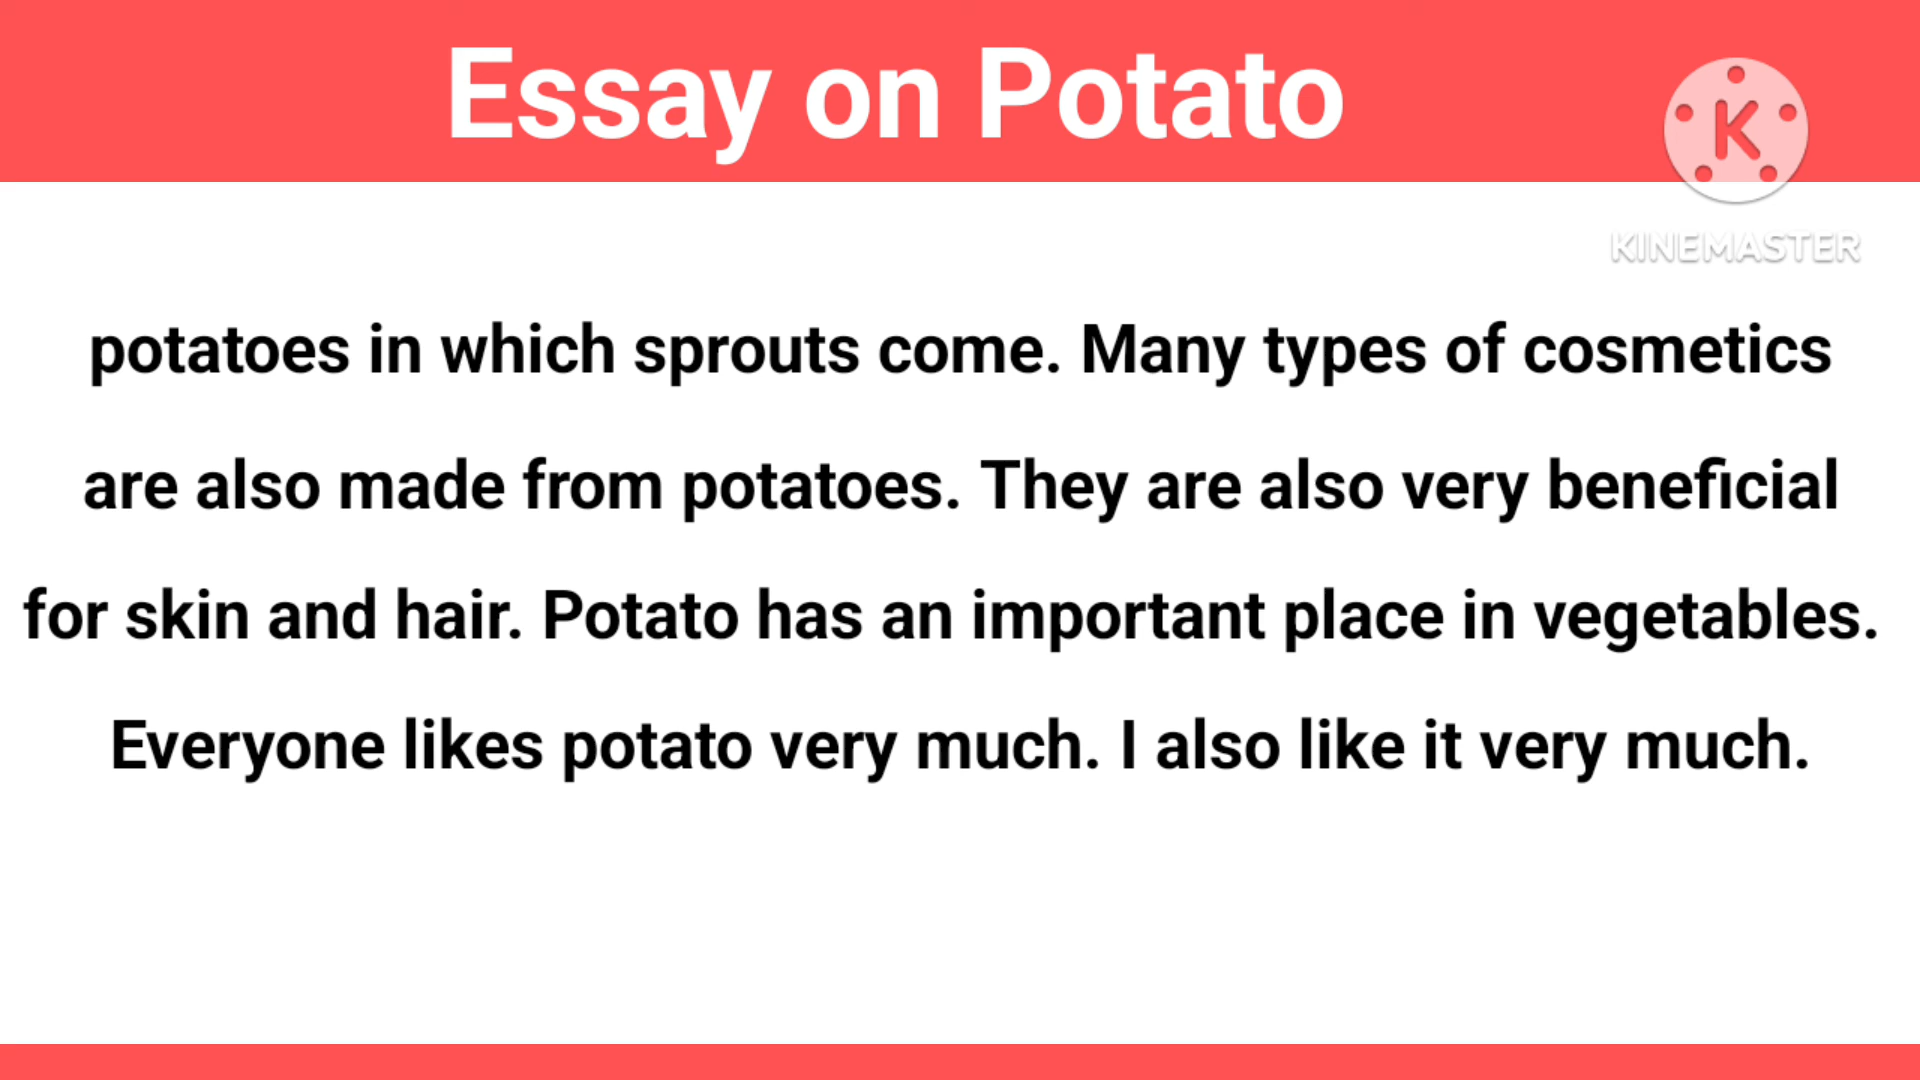 Essay on Potato
K
KINEMASTER
potatoes in which sprouts come. Many types of cosmetics
are also made from potatoes. They are also very beneficial
for skin and hair. Potato has an important place in vegetables.
Everyone likes potato very much. I also like it very much.